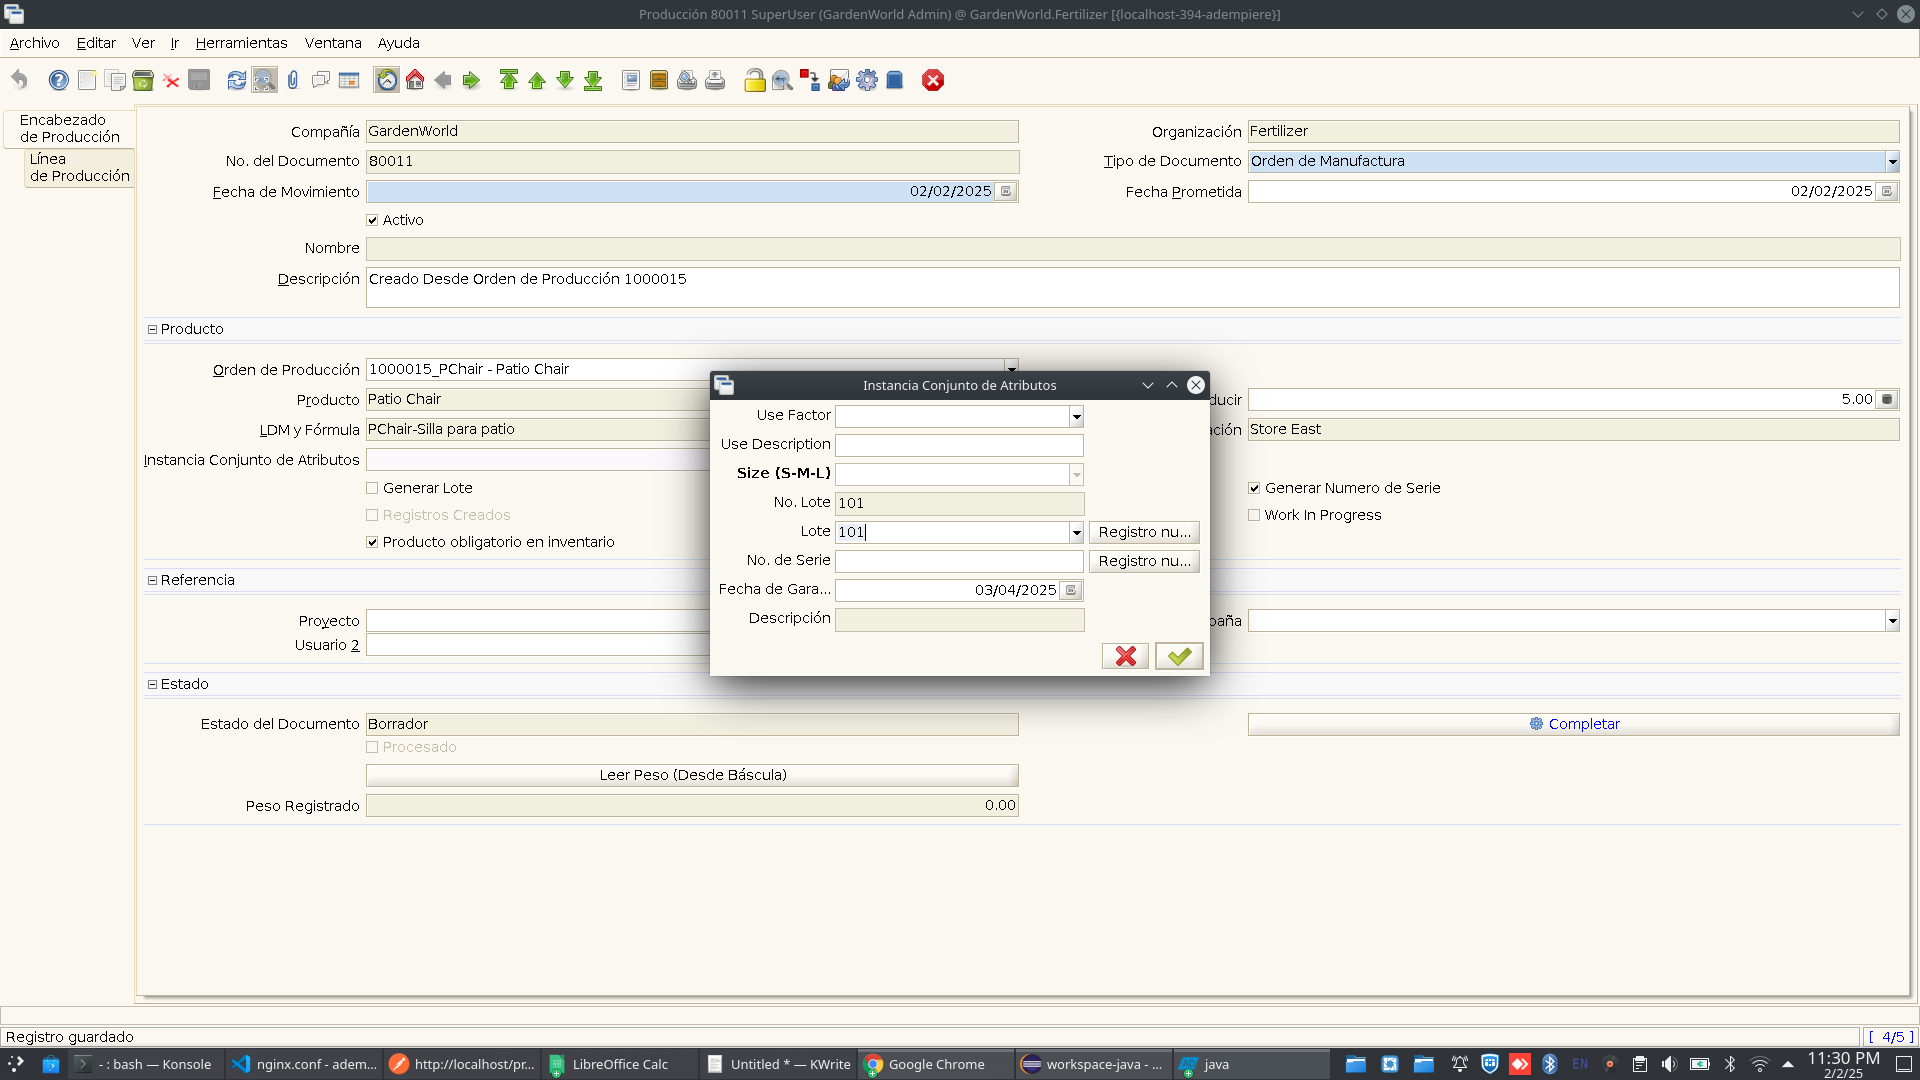 Producción 80011 SuperUser (GardenWorld Admin) @ GardenWorld.Fertilizer [{localhost-394-adempiere}]
Archivo Editar Ver Ir Herramientas Ventana Ayuda
Encabezado
de Producción
Línea
de Producción
Compañía GardenWorld Organización Fertilizer
No. del Documento 80011 Tipo de Documento Orden de Manufactura
Fecha de Movimiento 02/02/2025 Fecha Prometida 02/02/2025
Activo
Nombre
Descripción Creado Desde Orden de Producción 1000015
Producto
Orden de Producción 1000015_PChair - Patio Chair
Producto Patio Chair ducir 5.00
LDM y Fórmula PChair-Silla para patio ación Store East
Instancia Conjunto de Atributos
Generar Lote Generar Numero de Serie
Registros Creados Work In Progress
Producto obligatorio en inventario
Referencia
Proyecto paña
Usuario 2
Estado
Estado del Documento Borrador Completar
Procesado
Leer Peso (Desde Báscula)
Peso Registrado 0.00
Instancia Conjunto de Atributos
Use Factor
Use Description
Size (S-M-L)
No. Lote 101
Lote 101 Registro nu...
No. de Serie Registro nu...
Fecha de Gara... 03/04/2025
Descripción
Registro guardado [ 4/5 ]
- : bash — Konsole nginx.conf - adem... http://localhost/pr... LibreOffice Calc Untitled * — KWrite Google Chrome workspace-java - ... java EN 11:30 PM
2/2/25